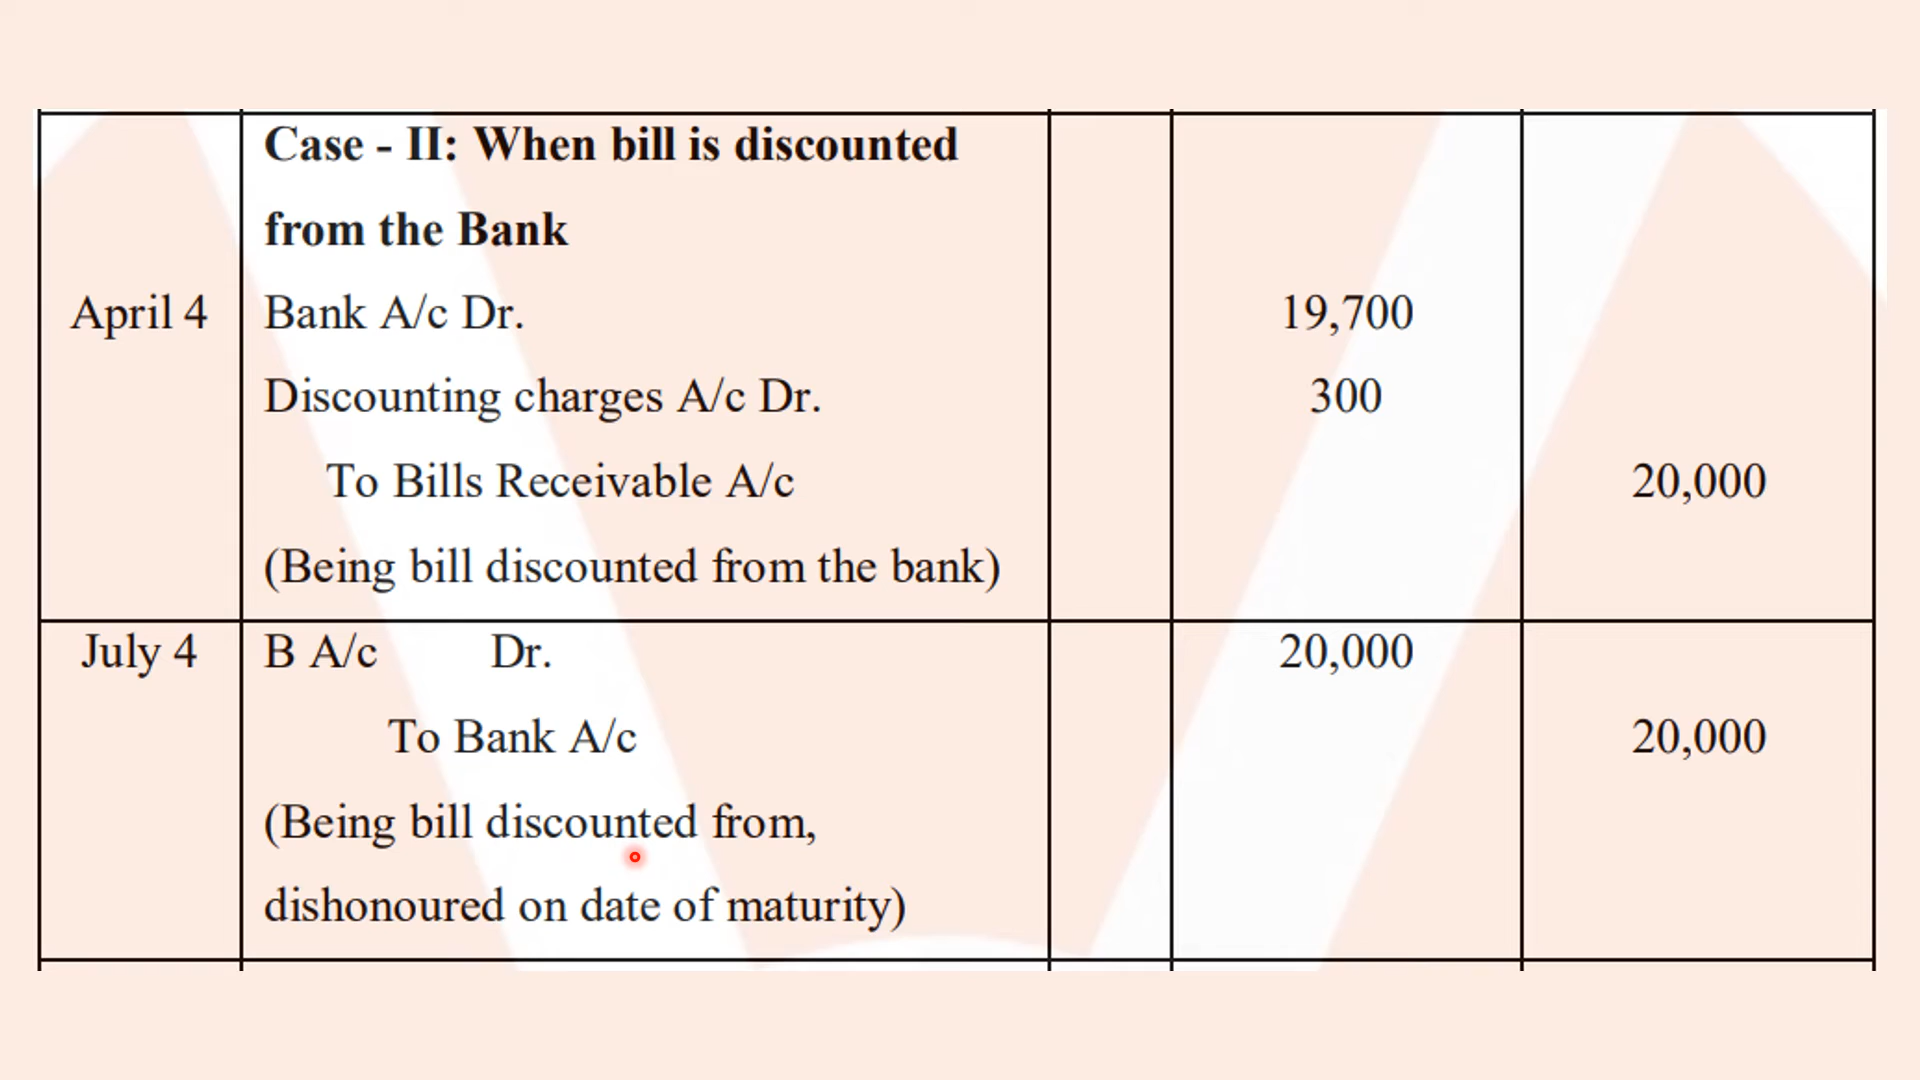 Case - II: When bill is discounted
from the Bank
April 4 Bank A/c Dr. 19,700
Discounting charges A/c Dr. 300
To Bills Receivable A/c 20,000
(Being bill discounted from the bank)
July 4 B A/c Dr. 20,000
To Bank A/c 20,000
(Being bill discounted from,
dishonoured on date of maturity)